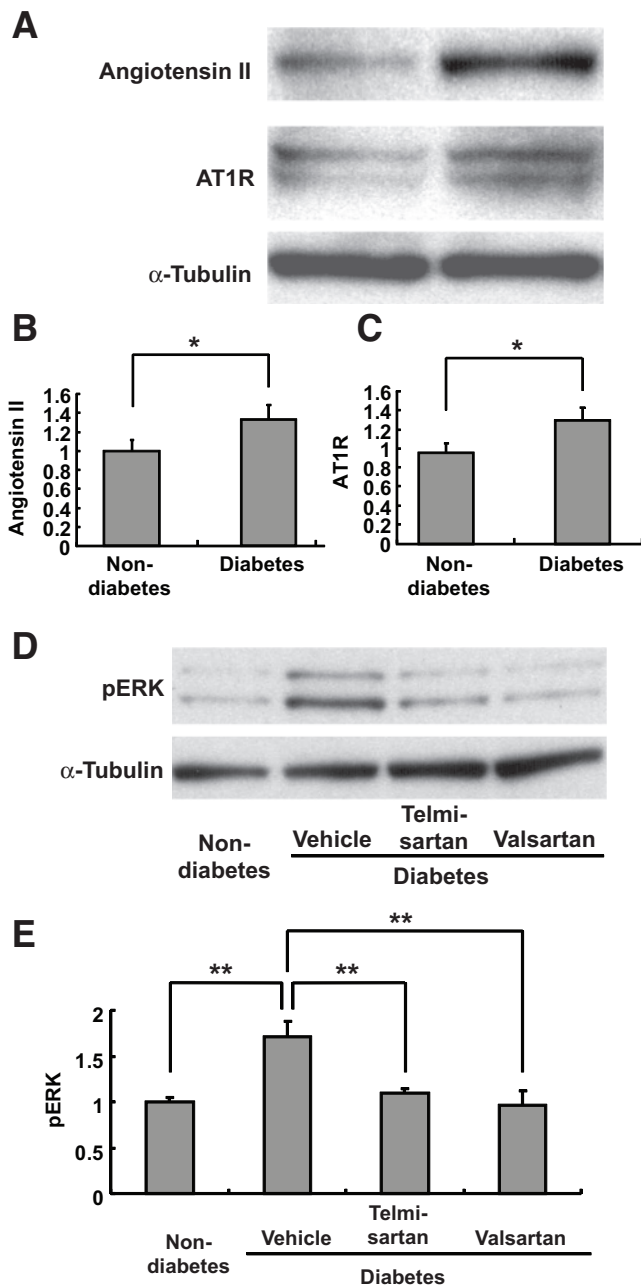 A
Angiotensin II
AT1R
α-Tubulin
B
*
Angiotensin II
1.6
1.4
1.2
1
0.8
0.6
0.4
0.2
0
Non-
diabetes
Diabetes
C
*
AT1R
1.6
1.4
1.2
1
0.8
0.6
0.4
0.2
0
Non-
diabetes
Diabetes
D
pERK
α-Tubulin
Non-
diabetes
Vehicle
Telmi-
sartan
Valsartan
Diabetes
E
**
**
**
pERK
2
1.5
1
0.5
0
Non-
diabetes
Vehicle
Telmi-
sartan
Valsartan
Diabetes